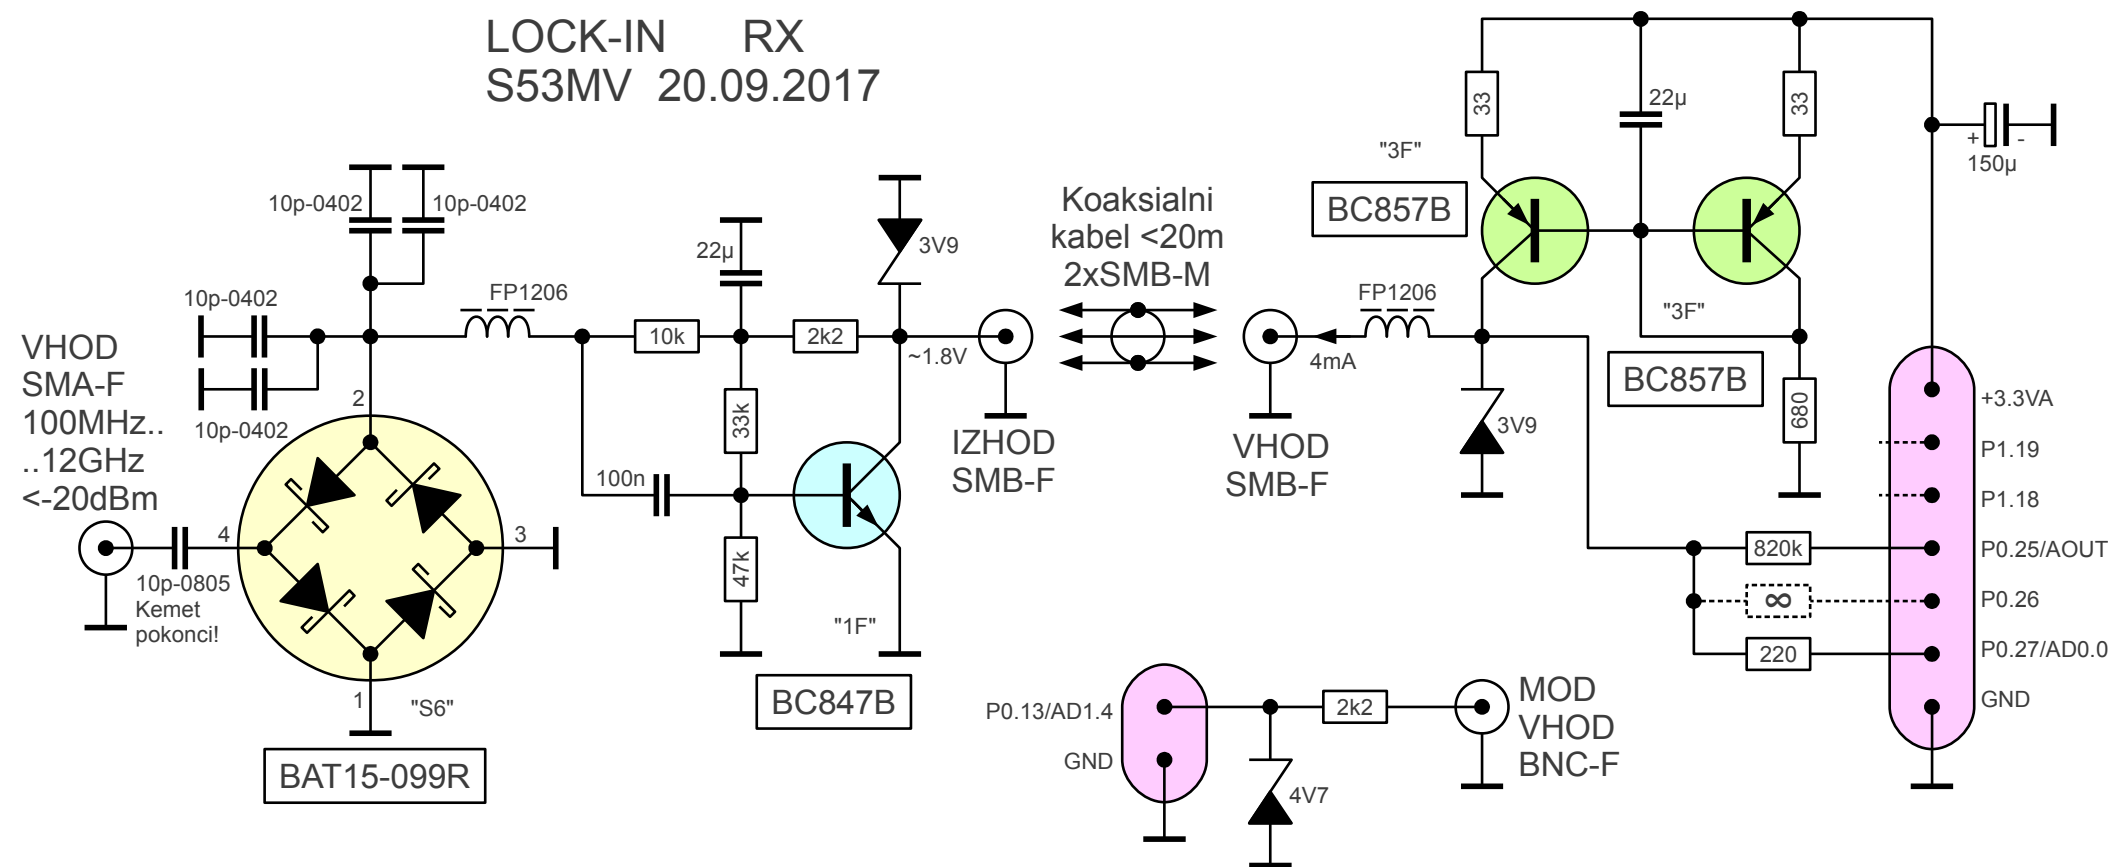 LOCK-IN RX
S53MV 20.09.2017
10p-0402
10p-0402
10p-0402
10p-0402
VHOD
SMA-F
100MHz..
..12GHz
<-20dBm
10p-0805
Kemet
pokonci!
2
4
3
1
"S6"
BAT15-099R
FP1206
22µ
10k
2k2
33k
100n
47k
3V9
~1.8V
"1F"
BC847B
IZHOD
SMB-F
Koaksialni
kabel <20m
2xSMB-M
VHOD
SMB-F
FP1206
4mA
3V9
33
"3F"
BC857B
22µ
33
"3F"
BC857B
680
+
-
150µ
820k
∞
220
+3.3VA
P1.19
P1.18
P0.25/AOUT
P0.26
P0.27/AD0.0
GND
P0.13/AD1.4
GND
2k2
4V7
MOD
VHOD
BNC-F